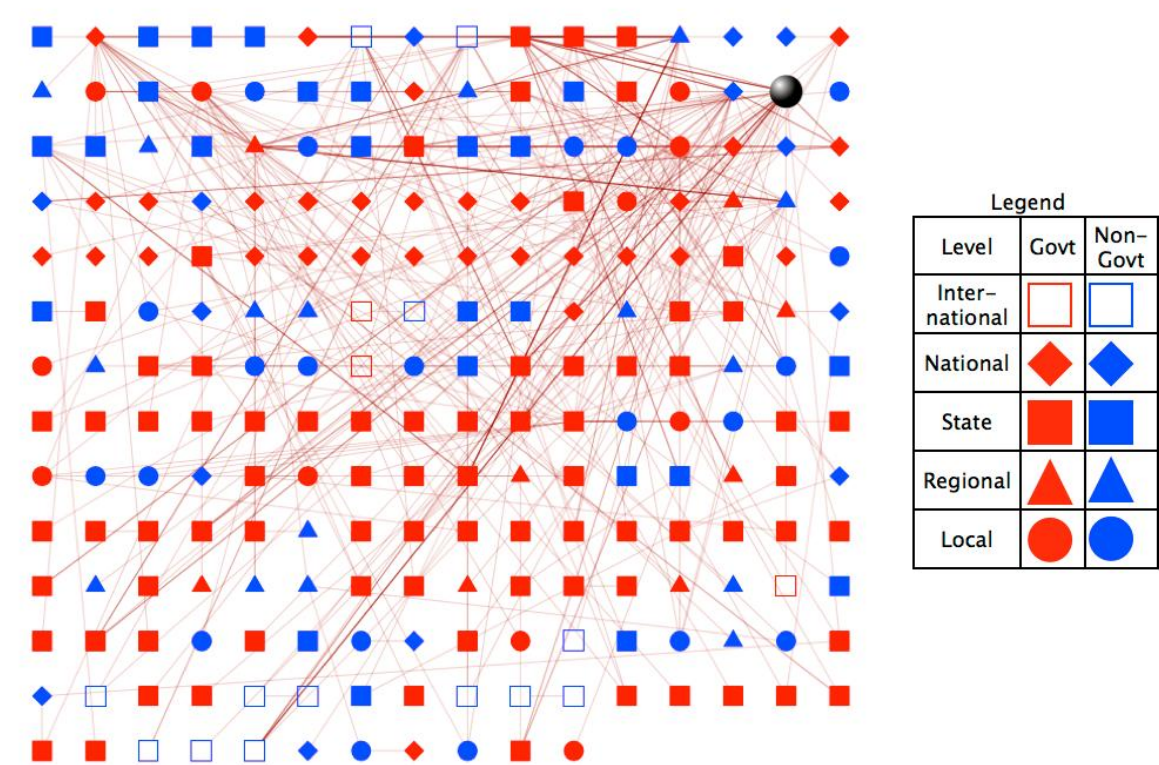 Legend
Level Govt Non-
Govt
Inter-
national
National
State
Regional
Local